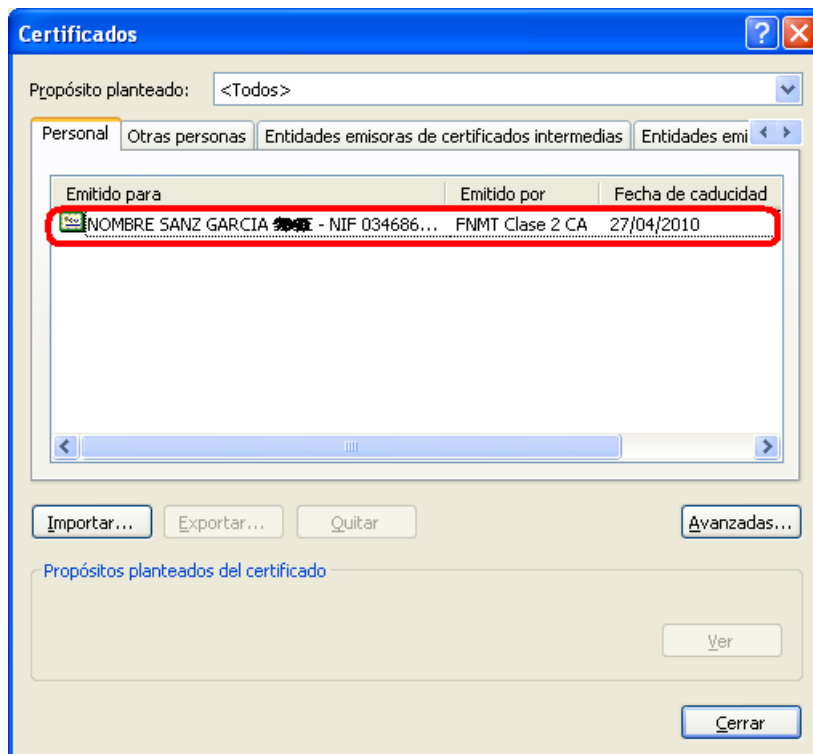 Certificados
Propósito planteado: <Todos>
Personal Otras personas Entidades emisoras de certificados intermedias Entidades emi
Emitido para Emitido por Fecha de caducidad
NOMBRE SANZ GARCIA - NIF 034686... FNMT Clase 2 CA 27/04/2010
Importar... Exportar... Quitar Avanzadas...
Propósitos planteados del certificado
Ver
Cerrar